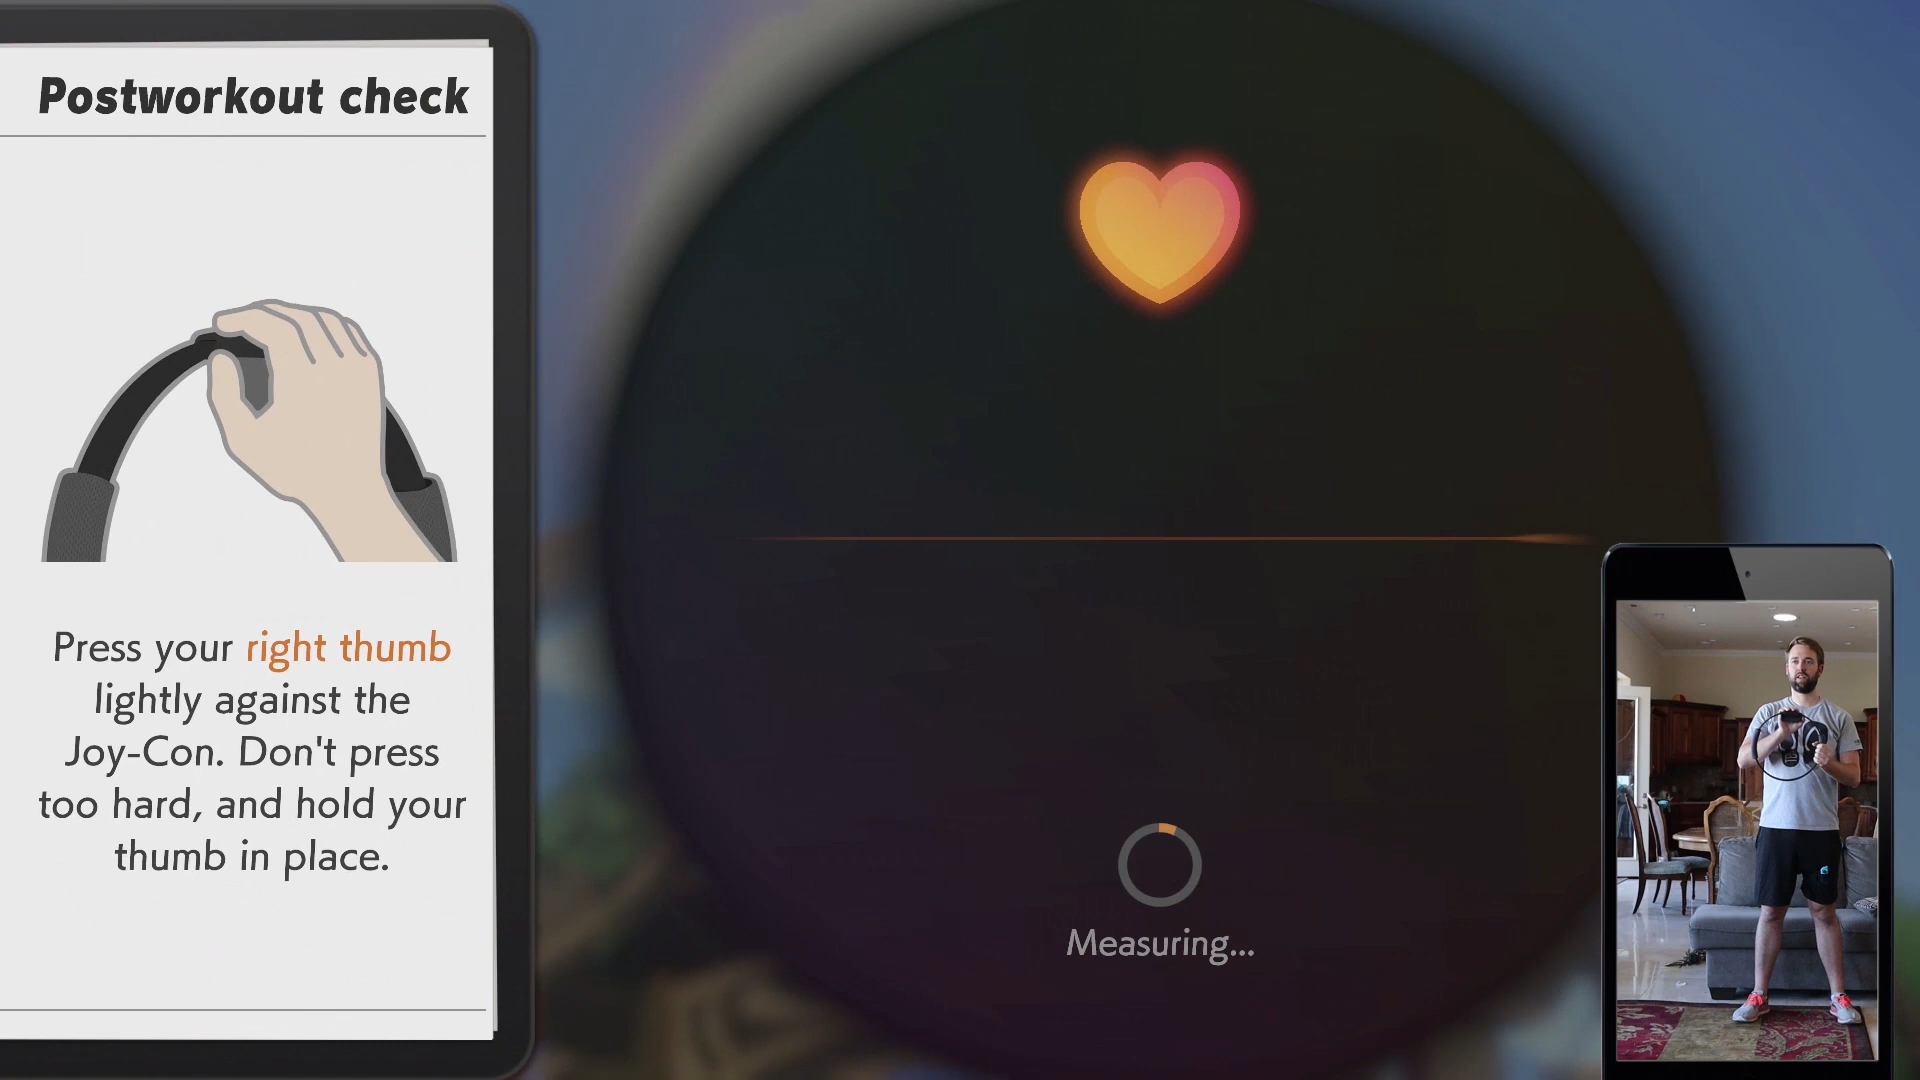 Postworkout check
Press your right thumb
lightly against the
Joy-Con. Don't press
too hard, and hold your
thumb in place.
Measuring...